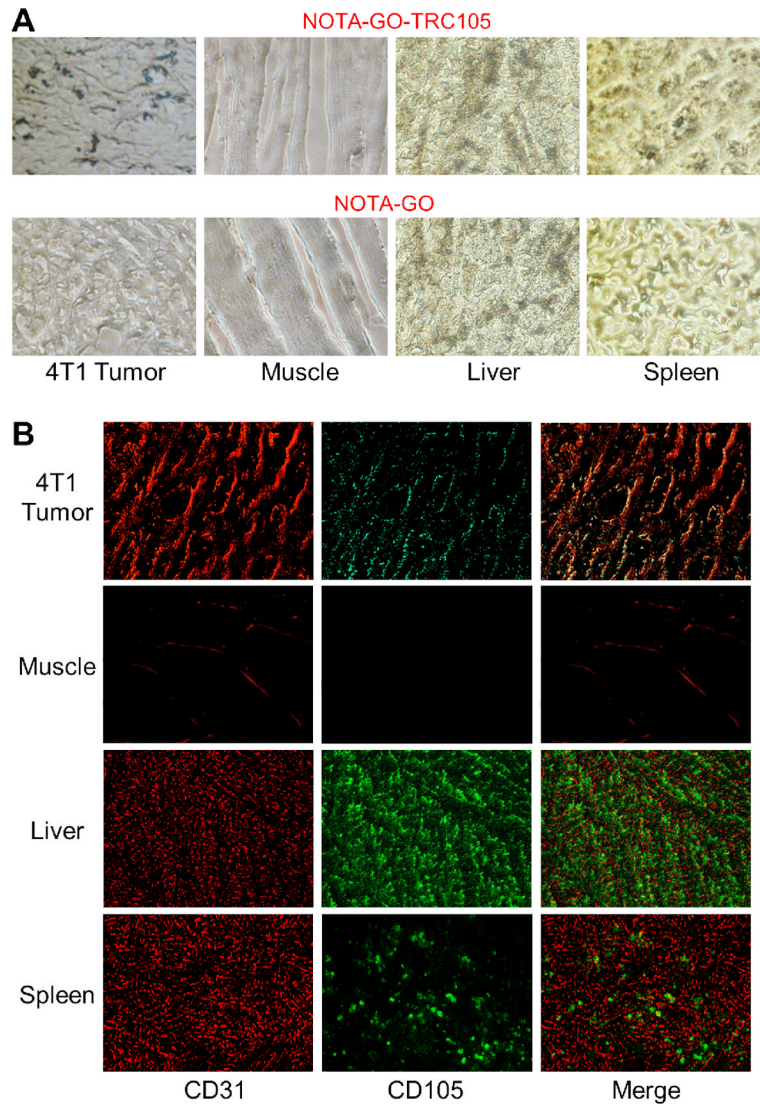 A
NOTA-GO-TRC105
NOTA-GO
4T1 Tumor
Muscle
Liver
Spleen
B
4T1
Tumor
Muscle
Liver
Spleen
CD31
CD105
Merge